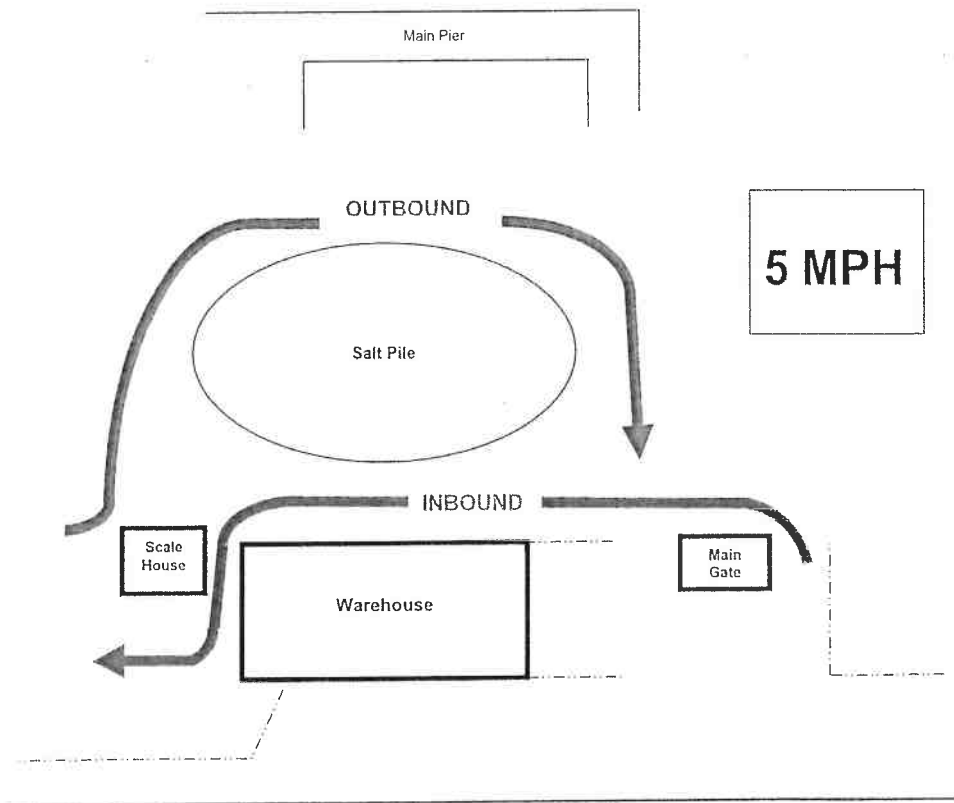 Main Pier
OUTBOUND
5 MPH
Salt Pile
INBOUND
Scale
House
Main
Gate
Warehouse